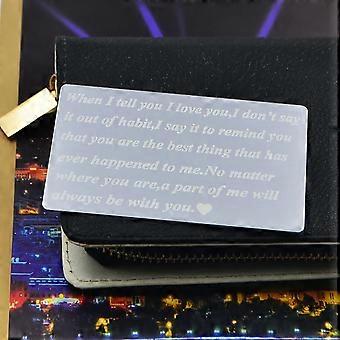 When I tell you I love you,I don't say
it out of habit,I say it to remind you
that you are the best thing that has
ever happened to me.No matter
where you are,a part of me will
always be with you.